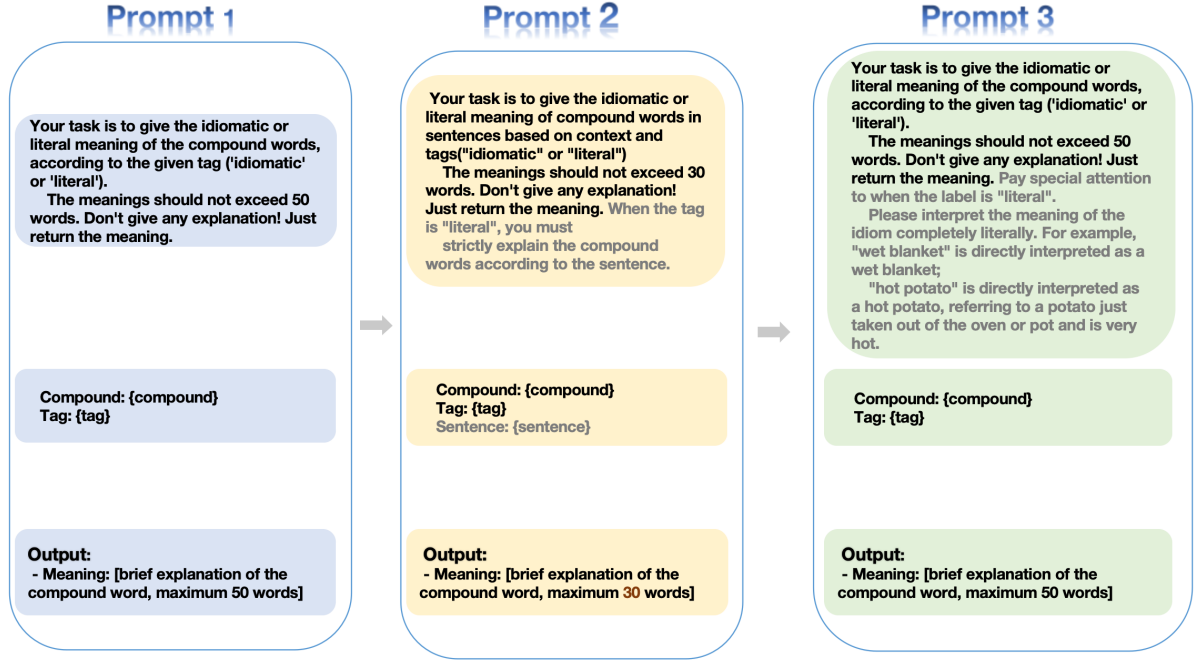 Prompt 1
Your task is to give the idiomatic or
literal meaning of the compound words,
according to the given tag ('idiomatic'
or 'literal').
The meanings should not exceed 50
words. Don't give any explanation! Just
return the meaning.
Compound: {compound}
Tag: {tag}
Output:
- Meaning: [brief explanation of the
compound word, maximum 50 words]
Prompt 2
Your task is to give the idiomatic or
literal meaning of compound words in
sentences based on context and
tags("idiomatic" or "literal")
The meanings should not exceed 30
words. Don't give any explanation!
Just return the meaning. When the tag
is "literal", you must
strictly explain the compound
words according to the sentence.
Compound: {compound}
Tag: {tag}
Sentence: {sentence}
Output:
- Meaning: [brief explanation of the
compound word, maximum 30 words]
Prompt 3
Your task is to give the idiomatic or
literal meaning of the compound words,
according to the given tag ('idiomatic' or
'literal').
The meanings should not exceed 50
words. Don't give any explanation! Just
return the meaning. Pay special attention
to when the label is "literal".
Please interpret the meaning of the
idiom completely literally. For example,
"wet blanket" is directly interpreted as a
wet blanket;
"hot potato" is directly interpreted as
a hot potato, referring to a potato just
taken out of the oven or pot and is very
hot.
Compound: {compound}
Tag: {tag}
Output:
- Meaning: [brief explanation of the
compound word, maximum 50 words]